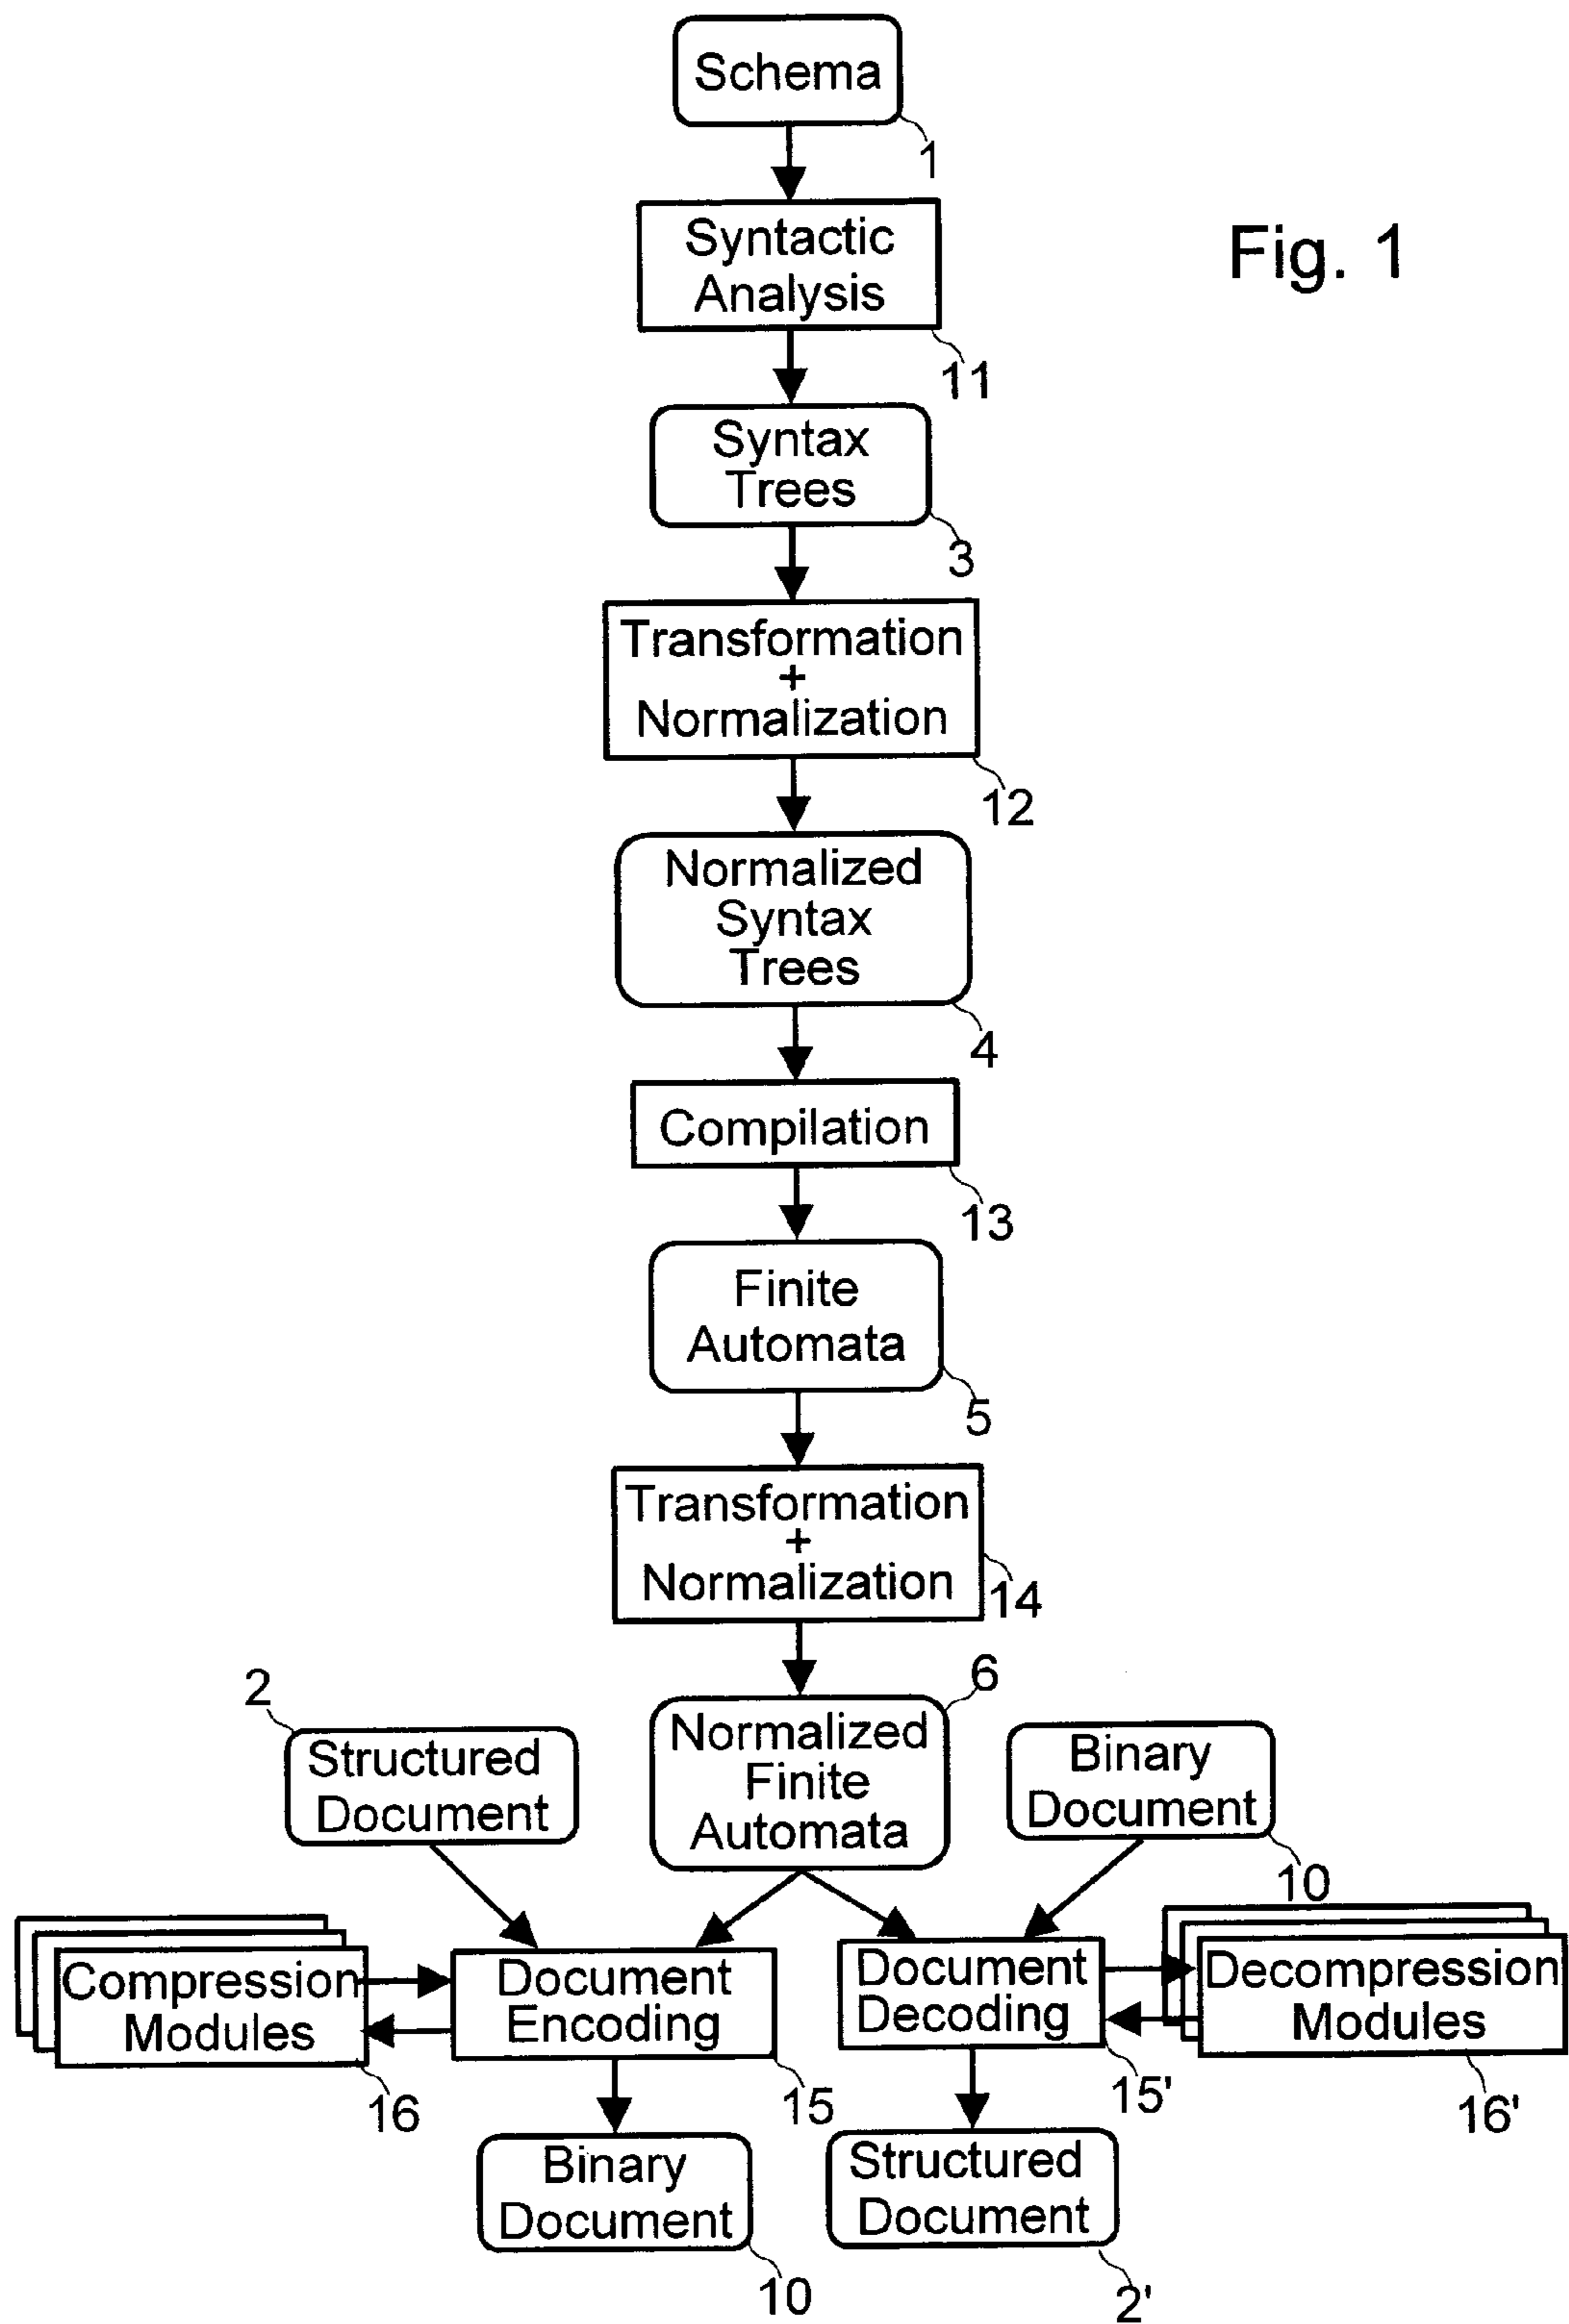 Schema
1
Syntactic
Analysis
Fig. 1
11
Syntax
Trees
3
Transformation
+
Normalization
12
Normalized
Syntax
Trees
4
Compilation
13
Finite
Automata
5
Transformation
+
Normalization
14
2
Structured
Document
6
Normalized
Finite
Automata
Binary
Document
10
Compression
Modules
16
Document
Encoding
15
Document
Decoding
15'
Decompression
Modules
16'
Binary
Document
10
Structured
Document
2'